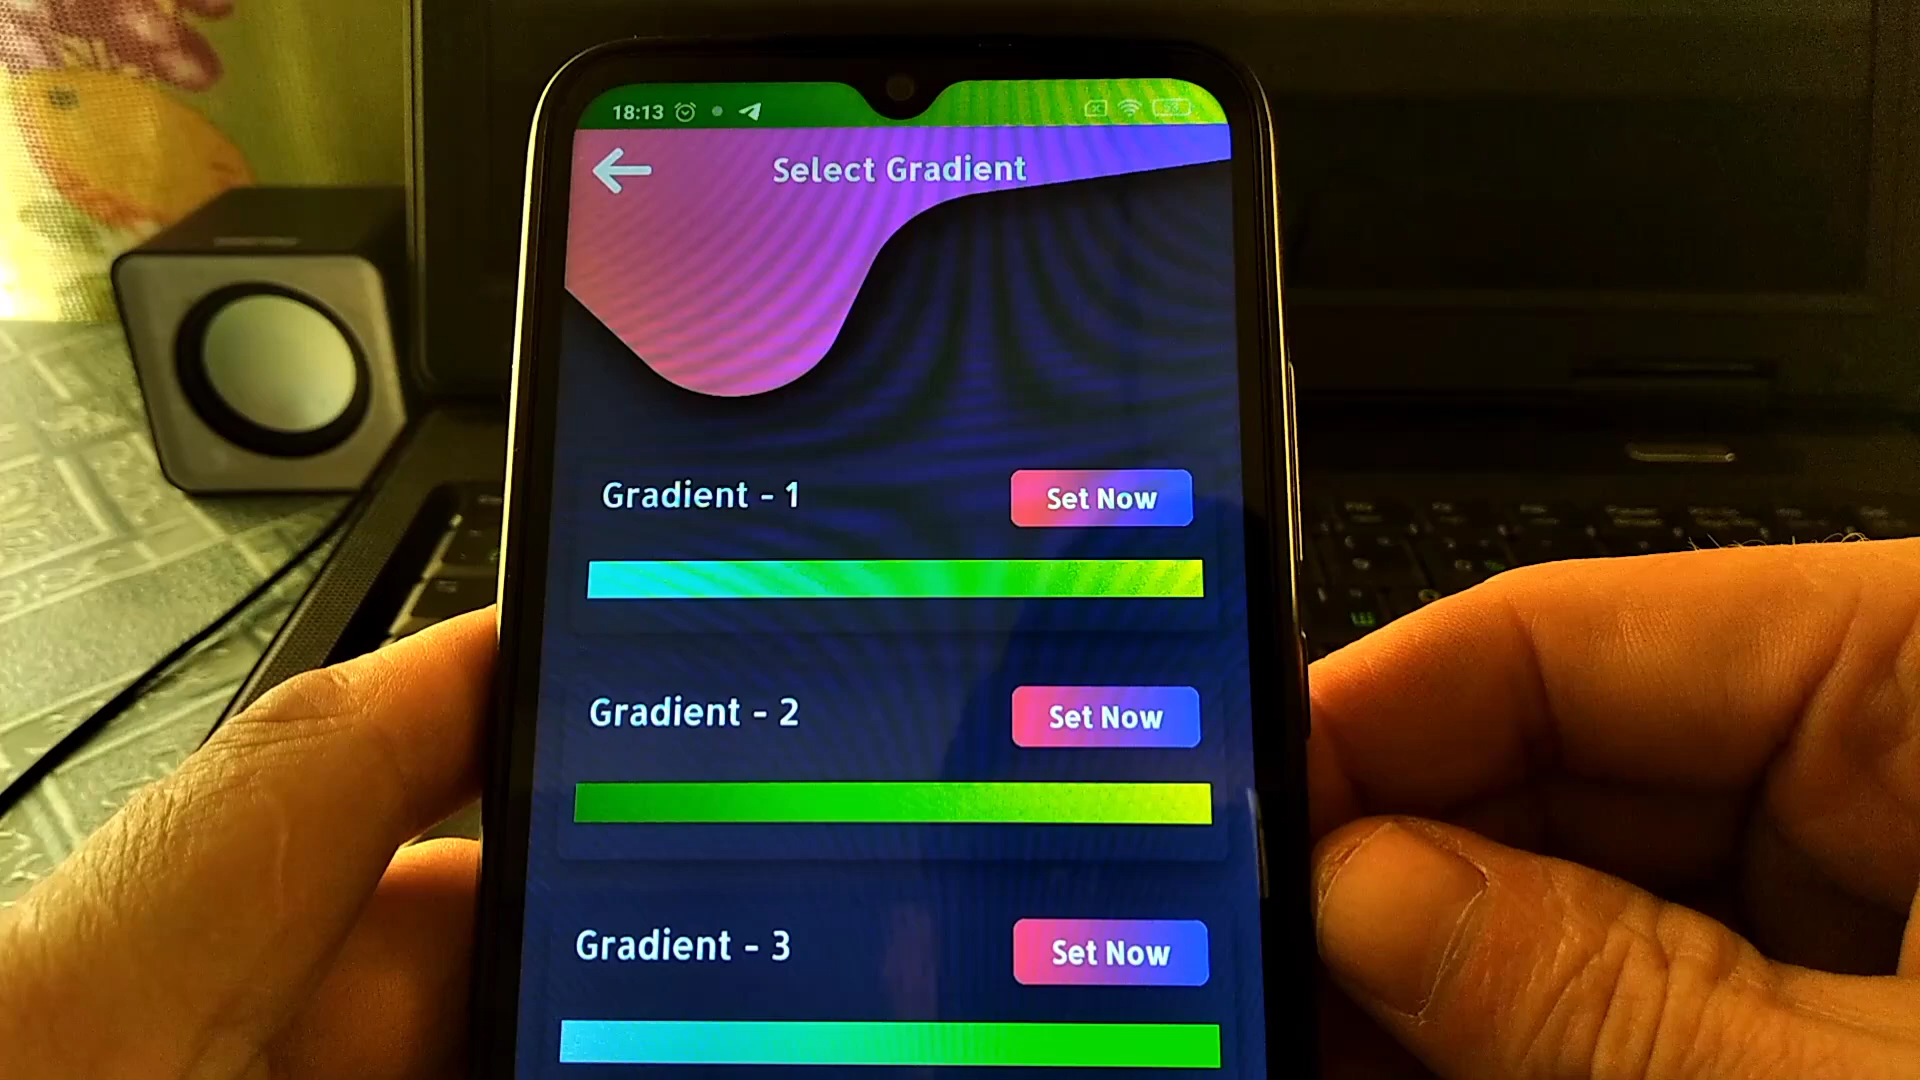 18:13
Select Gradient
Gradient - 1
Set Now
Gradient - 2
Set Now
Gradient - 3
Set Now